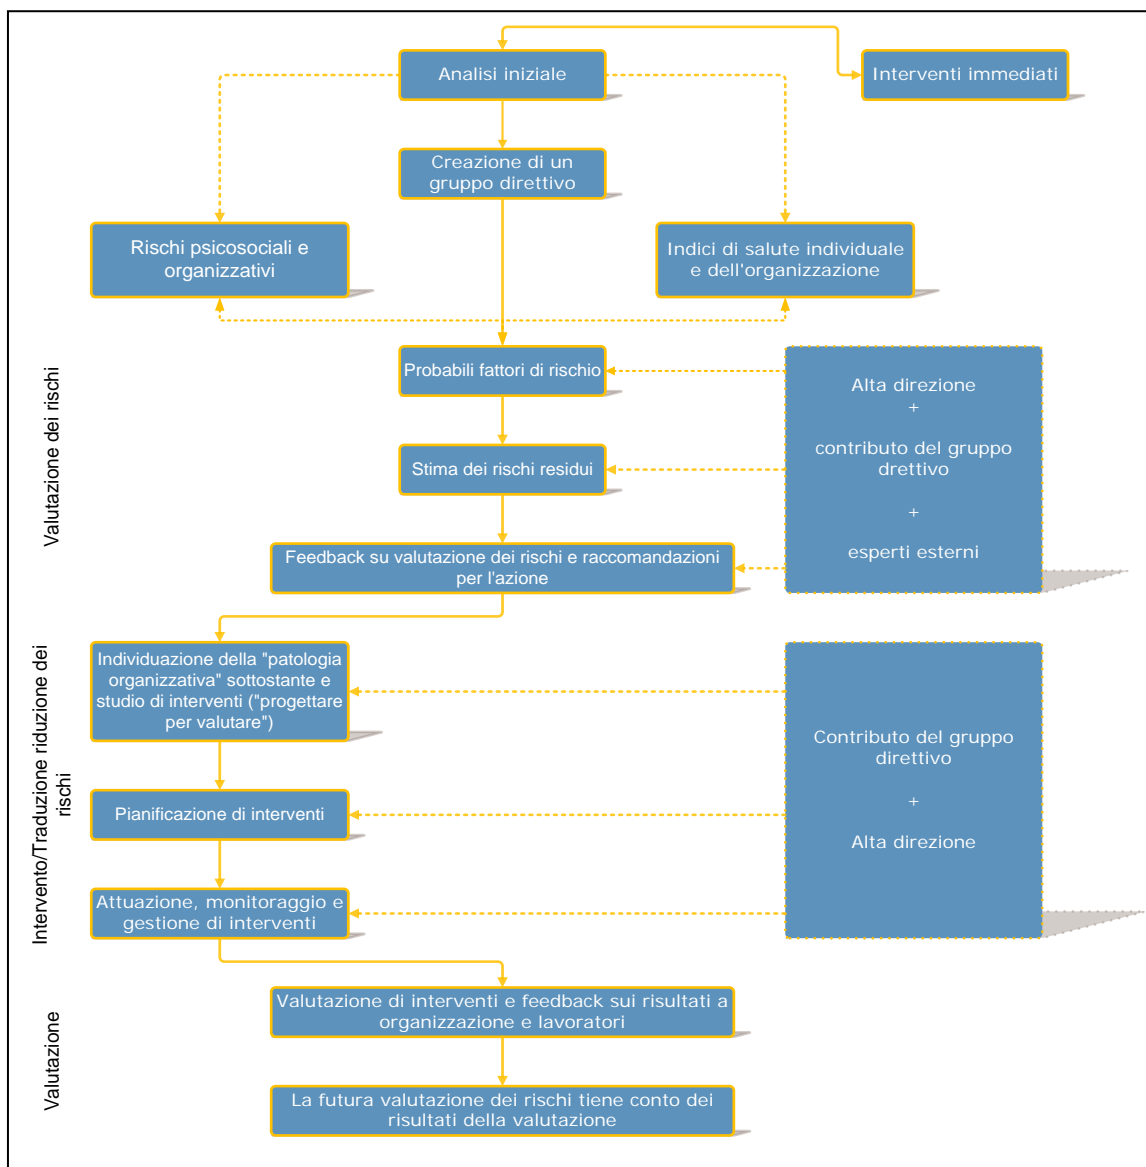 Analisi iniziale
Interventi immediati
Creazione di un
gruppo direttivo
Rischi psicosociali e
organizzativi
Indici di salute individuale
e dell'organizzazione
Valutazione dei rischi
Probabili fattori di rischio
Stima dei rischi residui
Feedback su valutazione dei rischi e raccomandazioni
per l'azione
Alta direzione
+
contributo del gruppo
drettivo
+
esperti esterni
Intervento/Traduzione riduzione dei
rischi
Individuazione della "patologia
organizzativa" sottostante e
studio di interventi ("progettare
per valutare")
Pianificazione di interventi
Attuazione, monitoraggio e
gestione di interventi
Contributo del gruppo
direttivo
+
Alta direzione
Valutazione
Valutazione di interventi e feedback sui risultati a
organizzazione e lavoratori
La futura valutazione dei rischi tiene conto dei
risultati della valutazione